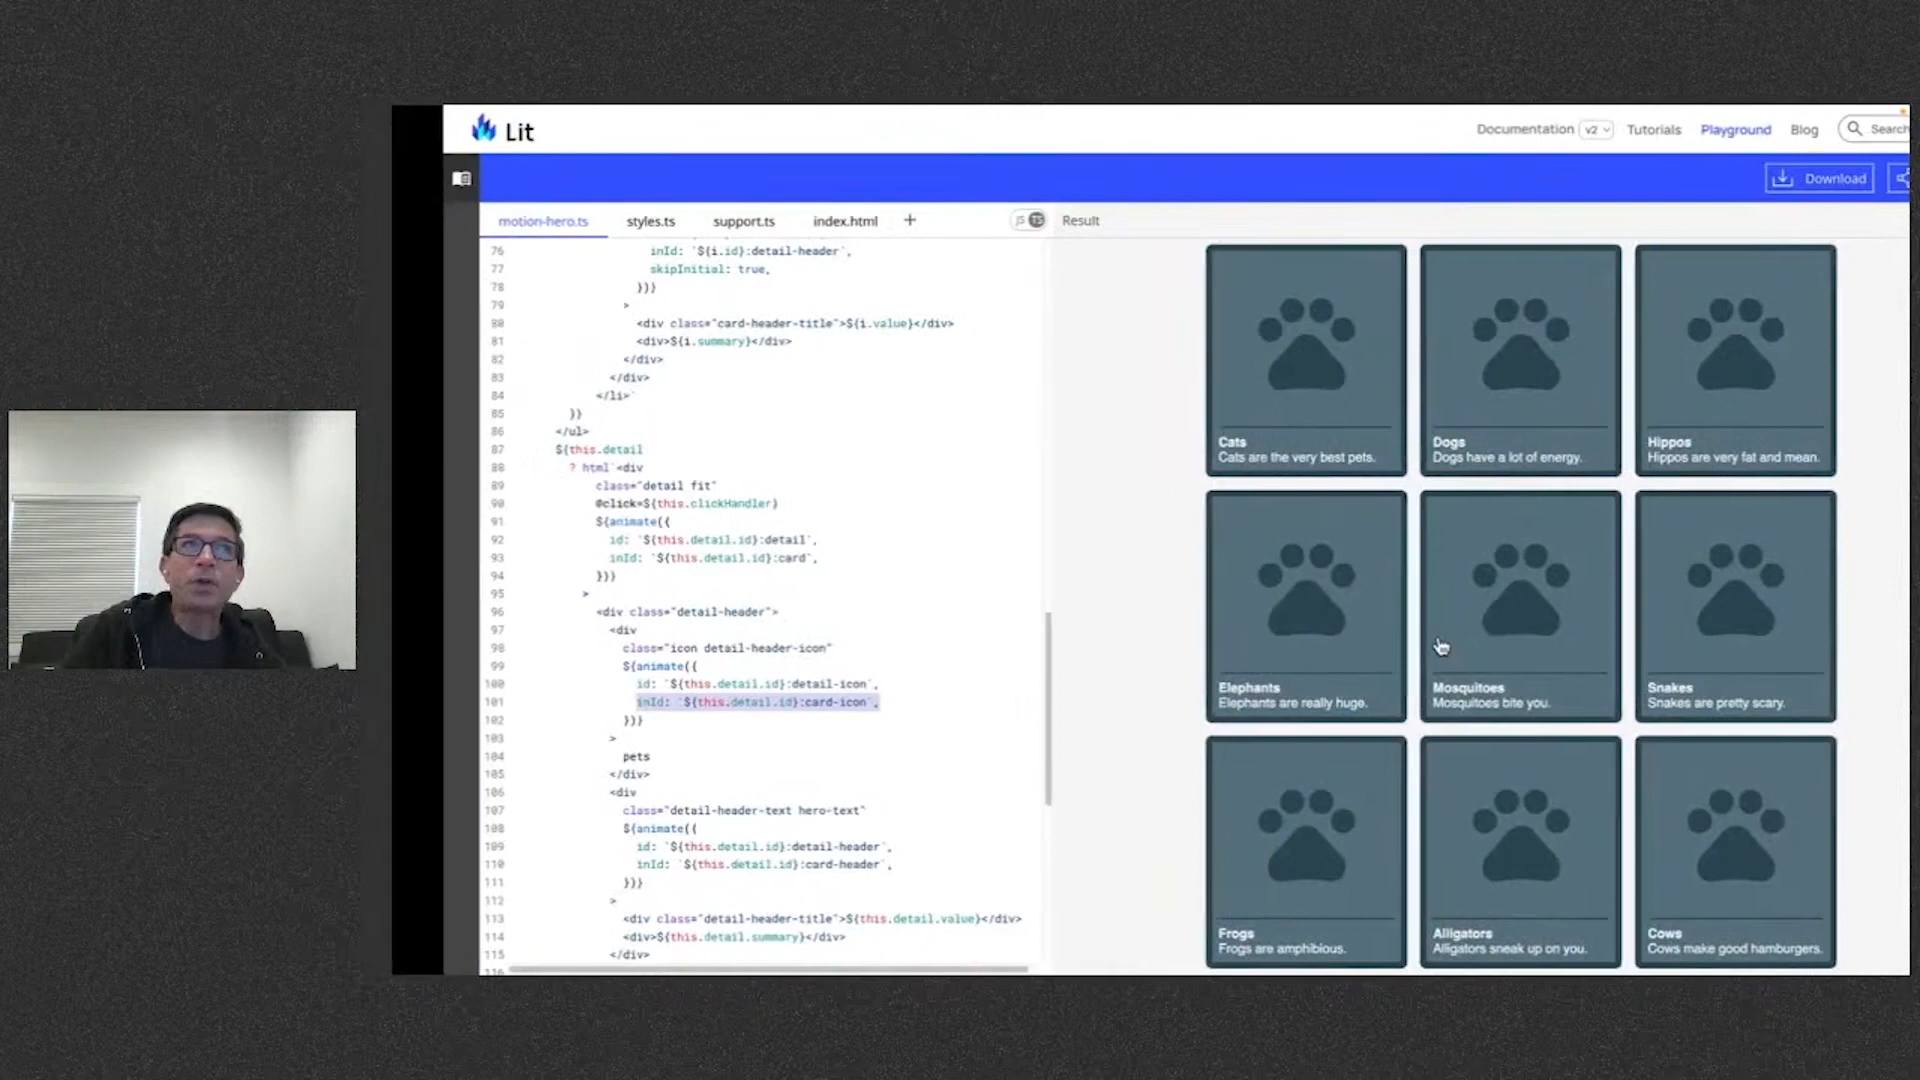 Lit
Documentation v2 Tutorials Playground Blog Search
Download
motion-hero.ts styles.ts support.ts index.html + JS TS Result
76 inId: `${i.id}:detail-header`,
77 skipInitial: true,
78 })}
79 >
80 <div class="card-header-title">${i.value}</div>
81 <div>${i.summary}</div>
82 </div>
83 </div>
84 </li>`
85 )}
86 </ul>
87 ${this.detail
88 ? html`<div
89 class="detail fit"
90 @click=${this.clickHandler}
91 ${animate({
92 id: `${this.detail.id}:detail`,
93 inId: `${this.detail.id}:card`,
94 })}
95 >
96 <div class="detail-header">
97 <div
98 class="icon detail-header-icon"
99 ${animate({
100 id: `${this.detail.id}:detail-icon`,
101 inId: `${this.detail.id}:card-icon`,
102 })}
103 >
104 pets
105 </div>
106 <div
107 class="detail-header-text hero-text"
108 ${animate({
109 id: `${this.detail.id}:detail-header`,
110 inId: `${this.detail.id}:card-header`,
111 })}
112 >
113 <div class="detail-header-title">${this.detail.value}</div>
114 <div>${this.detail.summary}</div>
115 </div>
116
Cats
Cats are the very best pets.
Dogs
Dogs have a lot of energy.
Hippos
Hippos are very fat and mean.
Elephants
Elephants are really huge.
Mosquitoes
Mosquitoes bite you.
Snakes
Snakes are pretty scary.
Frogs
Frogs are amphibious.
Alligators
Alligators sneak up on you.
Cows
Cows make good hamburgers.